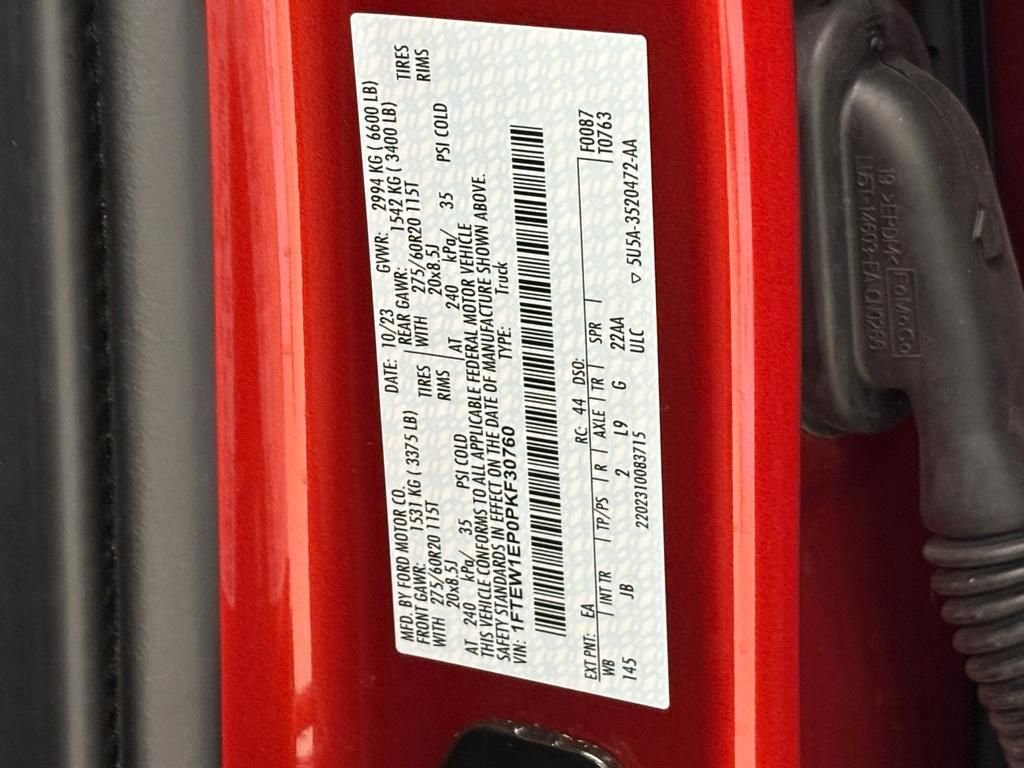 MFD. BY FORD MOTOR CO.
DATE: 10/23 GVWR: 2994 KG ( 6600 LB)
FRONT GAWR: 1531 KG ( 3375 LB)
REAR GAWR: 1542 KG ( 3400 LB)
WITH 275/60R20 115T TIRES
WITH 275/60R20 115T TIRES
20x8.5J RIMS
20x8.5J RIMS
AT 240 kPa/ 35 PSI COLD
AT 240 kPa/ 35 PSI COLD
THIS VEHICLE CONFORMS TO ALL APPLICABLE FEDERAL MOTOR VEHICLE
SAFETY STANDARDS IN EFFECT ON THE DATE OF MANUFACTURE SHOWN ABOVE.
VIN: 1FTEW1EP0PKF30760 TYPE: Truck
EXT PNT: EA RC: 44 DSO: F0087
WB INT TR TP/PS R AXLE TR SPR T0763
145 JB 2 L9 G 22AA
2202310083715 ULC
▽ 5U5A-3520472-AA
FoMoCo